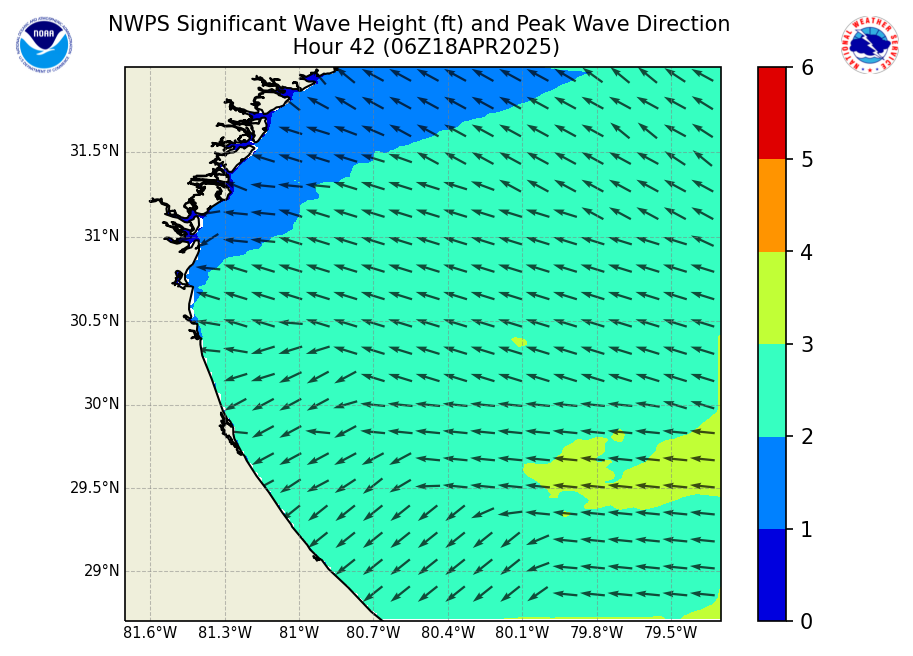 NWPS Significant Wave Height (ft) and Peak Wave Direction
Hour 42 (06Z18APR2025)
NOAA
31.5°N
31°N
30.5°N
30°N
29.5°N
29°N
81.6°W 81.3°W 81°W 80.7°W 80.4°W 80.1°W 79.8°W 79.5°W
6
5
4
3
2
1
0
NATIONAL WEATHER SERVICE